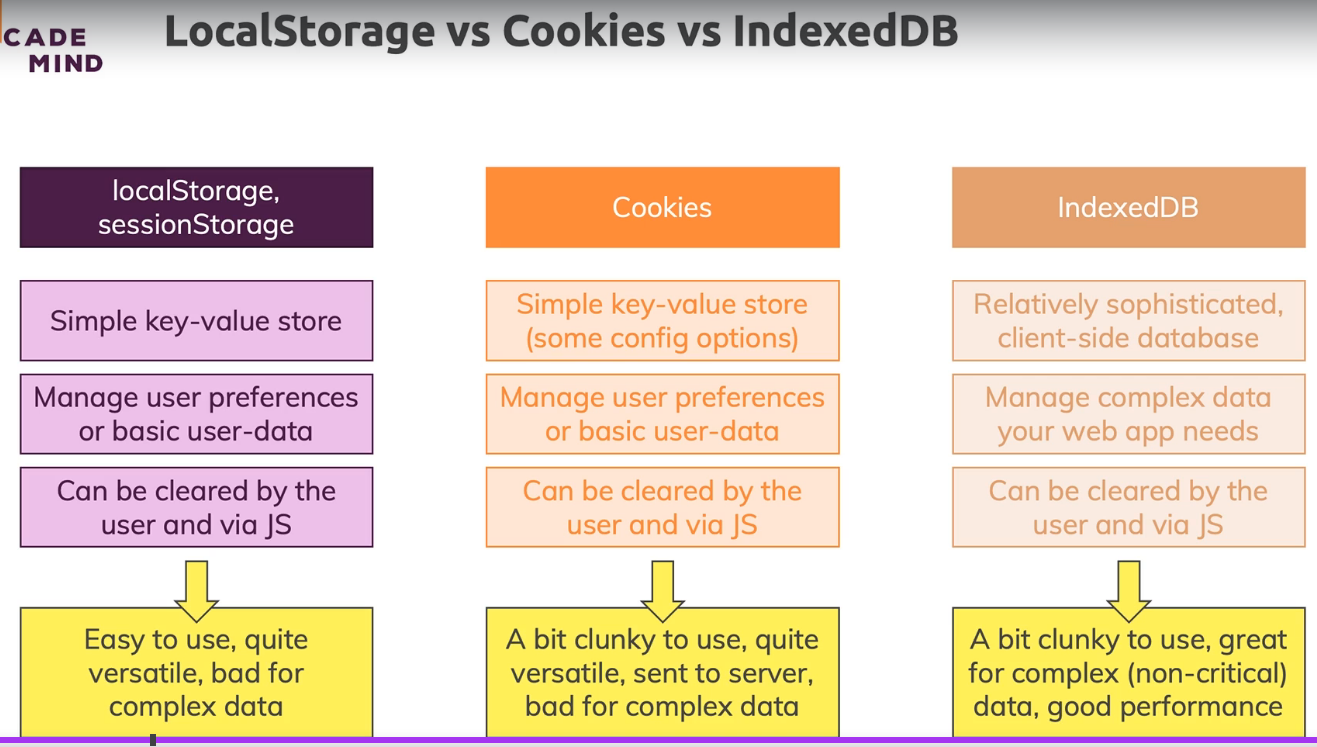 CADE
MIND
LocalStorage vs Cookies vs IndexedDB
localStorage,
sessionStorage
Simple key-value store
Manage user preferences
or basic user-data
Can be cleared by the
user and via JS
Easy to use, quite
versatile, bad for
complex data
Cookies
Simple key-value store
(some config options)
Manage user preferences
or basic user-data
Can be cleared by the
user and via JS
A bit clunky to use, quite
versatile, sent to server,
bad for complex data
IndexedDB
Relatively sophisticated,
client-side database
Manage complex data
your web app needs
Can be cleared by the
user and via JS
A bit clunky to use, great
for complex (non-critical)
data, good performance